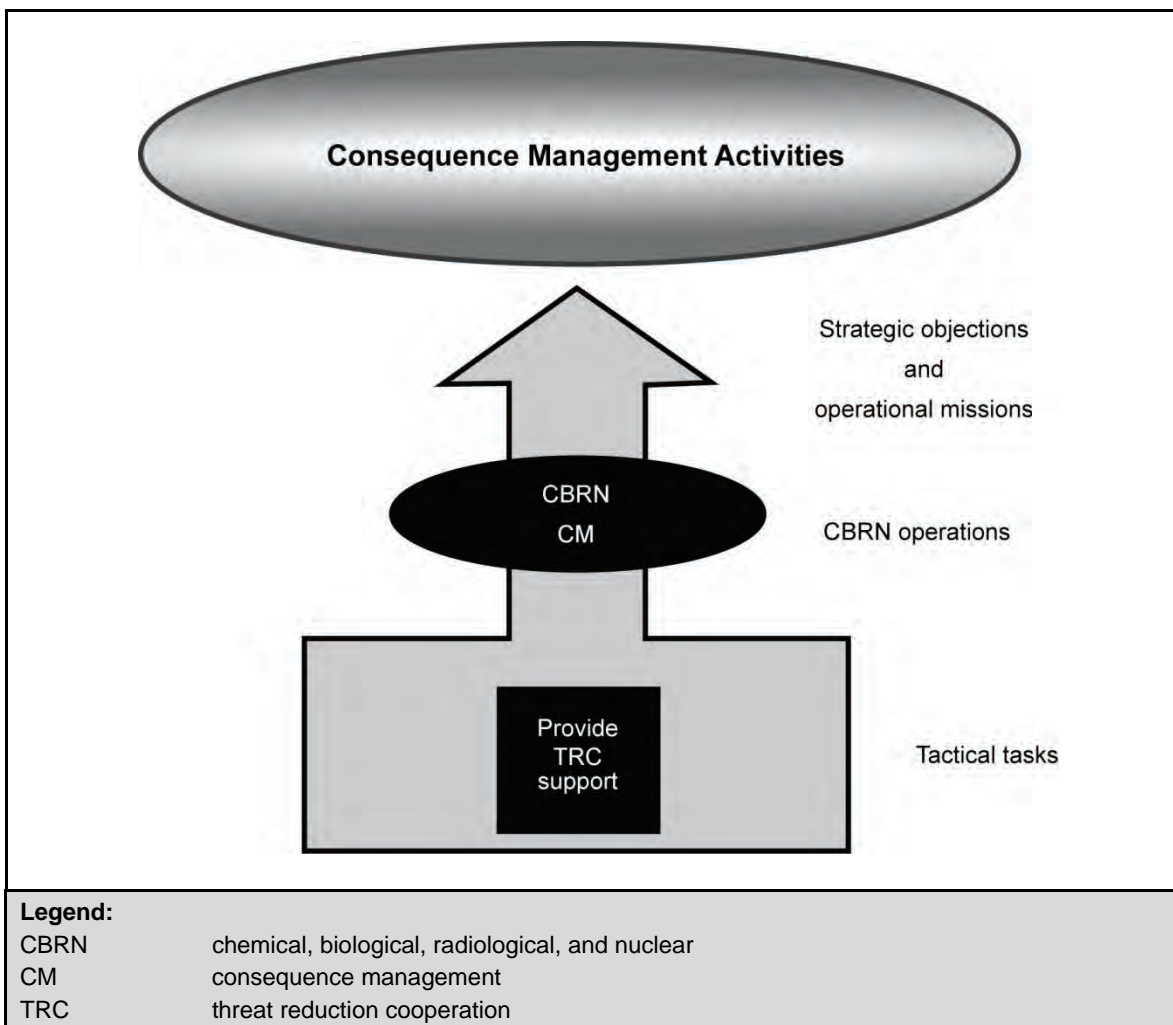 Consequence Management Activities
Strategic objections
and
operational missions
CBRN
CM
CBRN operations
Provide
TRC
support
Tactical tasks
Legend:
CBRN chemical, biological, radiological, and nuclear
CM consequence management
TRC threat reduction cooperation